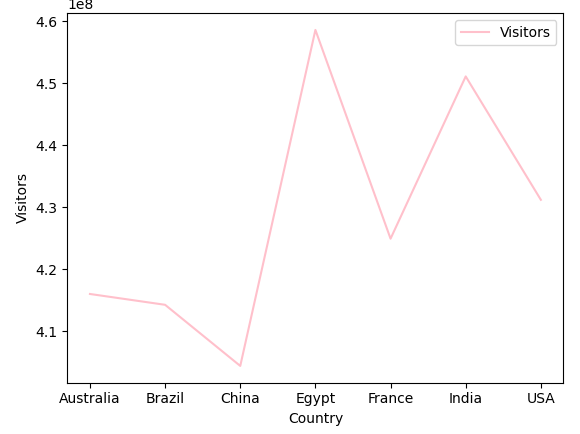 1e8
Visitors
4.6
4.5
4.4
4.3
4.2
4.1
Visitors
Australia Brazil China Egypt France India USA
Country